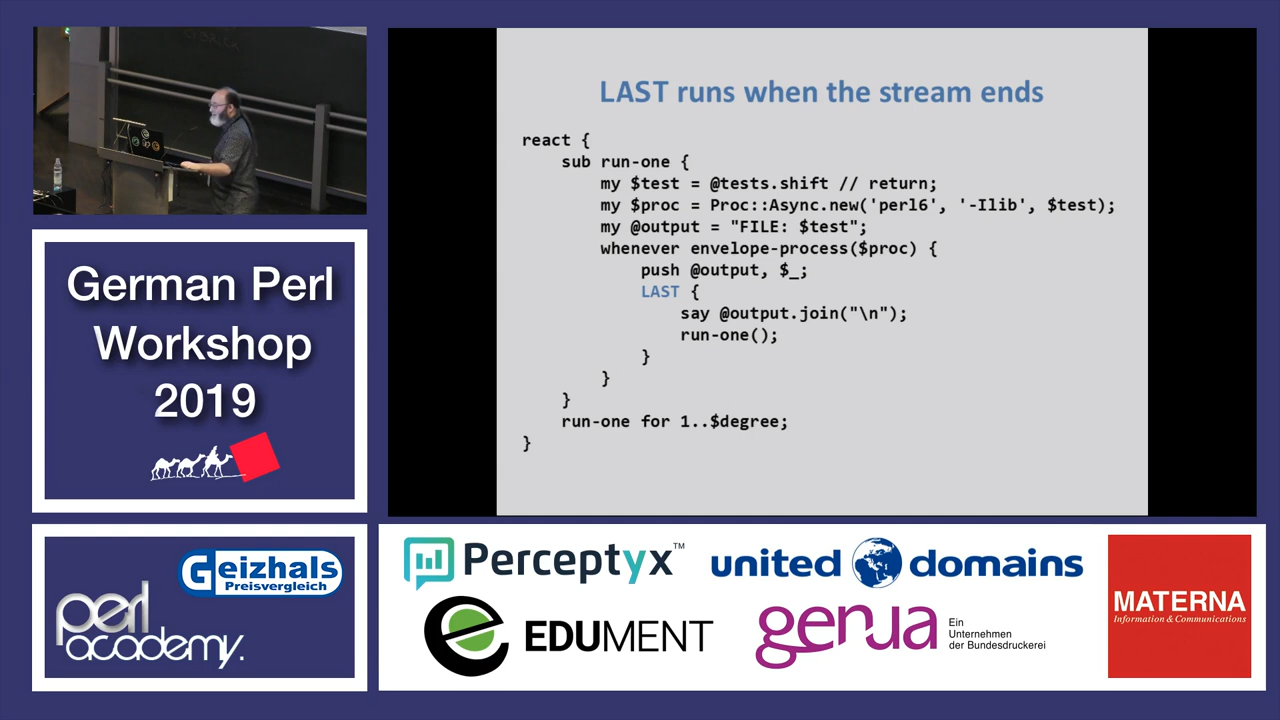 LAST runs when the stream ends
react {
    sub run-one {
        my $test = @tests.shift // return;
        my $proc = Proc::Async.new('perl6', '-Ilib', $test);
        my @output = "FILE: $test";
        whenever envelope-process($proc) {
            push @output, $_;
            LAST {
                say @output.join("\n");
                run-one();
            }
        }
    }
    run-one for 1..$degree;
}
German Perl
Workshop
2019
Geizhals
Preisvergleich
perl
academy.
Perceptyx™
united domains
EDUMENT
genua
Ein
Unternehmen
der Bundesdruckerei
MATERNA
Information & Communications